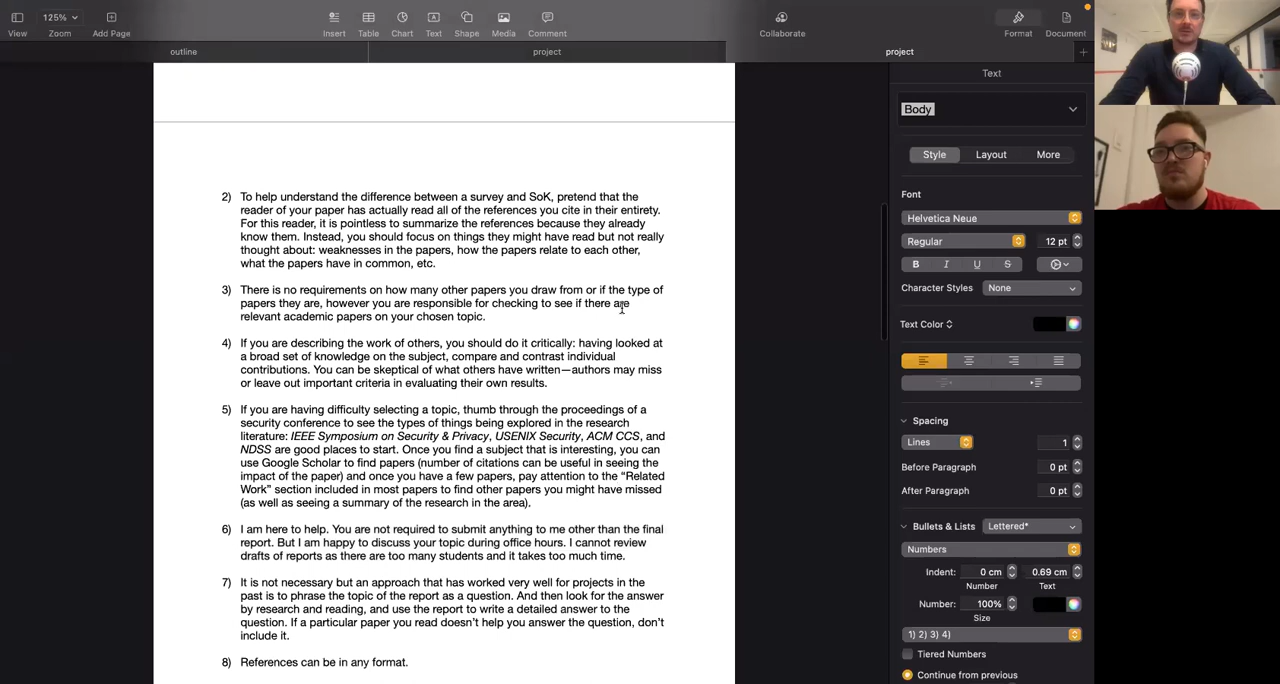 125%
View
Zoom
Add Page
Insert
Table
Chart
Text
Shape
Media
Comment
Collaborate
Format
Document
outline
project
project
2) To help understand the difference between a survey and SoK, pretend that the
reader of your paper has actually read all of the references you cite in their entirety.
For this reader, it is pointless to summarize the references because they already
know them. Instead, you should focus on things they might have read but not really
thought about: weaknesses in the papers, how the papers relate to each other,
what the papers have in common, etc.
3) There is no requirements on how many other papers you draw from or if the type of
papers they are, however you are responsible for checking to see if there are
relevant academic papers on your chosen topic.
4) If you are describing the work of others, you should do it critically: having looked at
a broad set of knowledge on the subject, compare and contrast individual
contributions. You can be skeptical of what others have written—authors may miss
or leave out important criteria in evaluating their own results.
5) If you are having difficulty selecting a topic, thumb through the proceedings of a
security conference to see the types of things being explored in the research
literature: IEEE Symposium on Security & Privacy, USENIX Security, ACM CCS, and
NDSS are good places to start. Once you find a subject that is interesting, you can
use Google Scholar to find papers (number of citations can be useful in seeing the
impact of the paper) and once you have a few papers, pay attention to the “Related
Work” section included in most papers to find other papers you might have missed
(as well as seeing a summary of the research in the area).
6) I am here to help. You are not required to submit anything to me other than the final
report. But I am happy to discuss your topic during office hours. I cannot review
drafts of reports as there are too many students and it takes too much time.
7) It is not necessary but an approach that has worked very well for projects in the
past is to phrase the topic of the report as a question. And then look for the answer
by research and reading, and use the report to write a detailed answer to the
question. If a particular paper you read doesn’t help you answer the question, don’t
include it.
8) References can be in any format.
Text
Body
Style
Layout
More
Font
Helvetica Neue
Regular
12 pt
B I U S
Character Styles
None
Text Color
Spacing
Lines
1
Before Paragraph
0 pt
After Paragraph
0 pt
Bullets & Lists
Lettered*
Numbers
Indent:
0 cm
0.69 cm
Number
Text
Number:
100%
Size
1) 2) 3) 4)
Tiered Numbers
Continue from previous